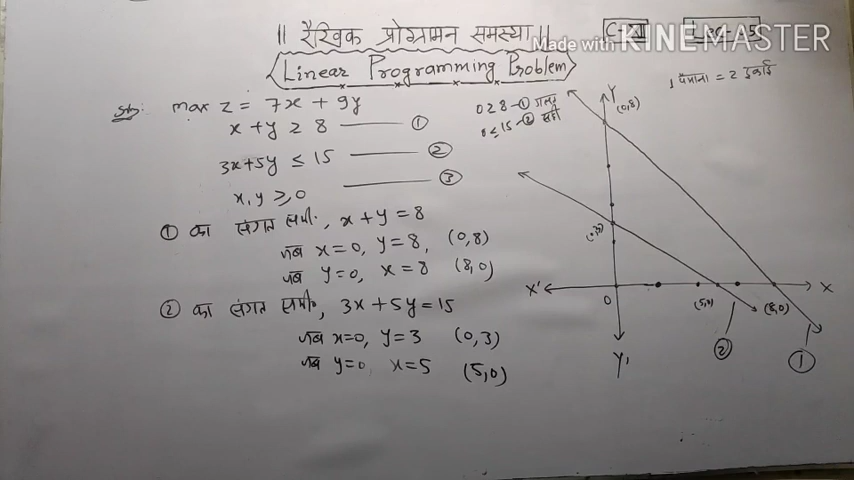 || रैखिक प्रोग्रामन समस्या ||
Linear Programming Problem
C-XII
Made with KINEMASTER
1 पैमाना = 2 इकाई
max z = 7x + 9y
x + y ≥ 8 — ①
3x+5y ≤ 15 — ②
x, y ≥ 0 — ③
0 ≥ 8 - ① गलत
0 ≤ 15 - ② सही
① का संगत समी॰, x + y = 8
जब x=0, y=8, (0,8)
जब y=0, x=8 (8,0)
② का संगत समी॰, 3x+5y=15
जब x=0, y=3 (0,3)
जब y=0, x=5 (5,0)
Y
(0,8)
(0,3)
X'
0
(5,0)
(8,0)
X
Y'
②
①